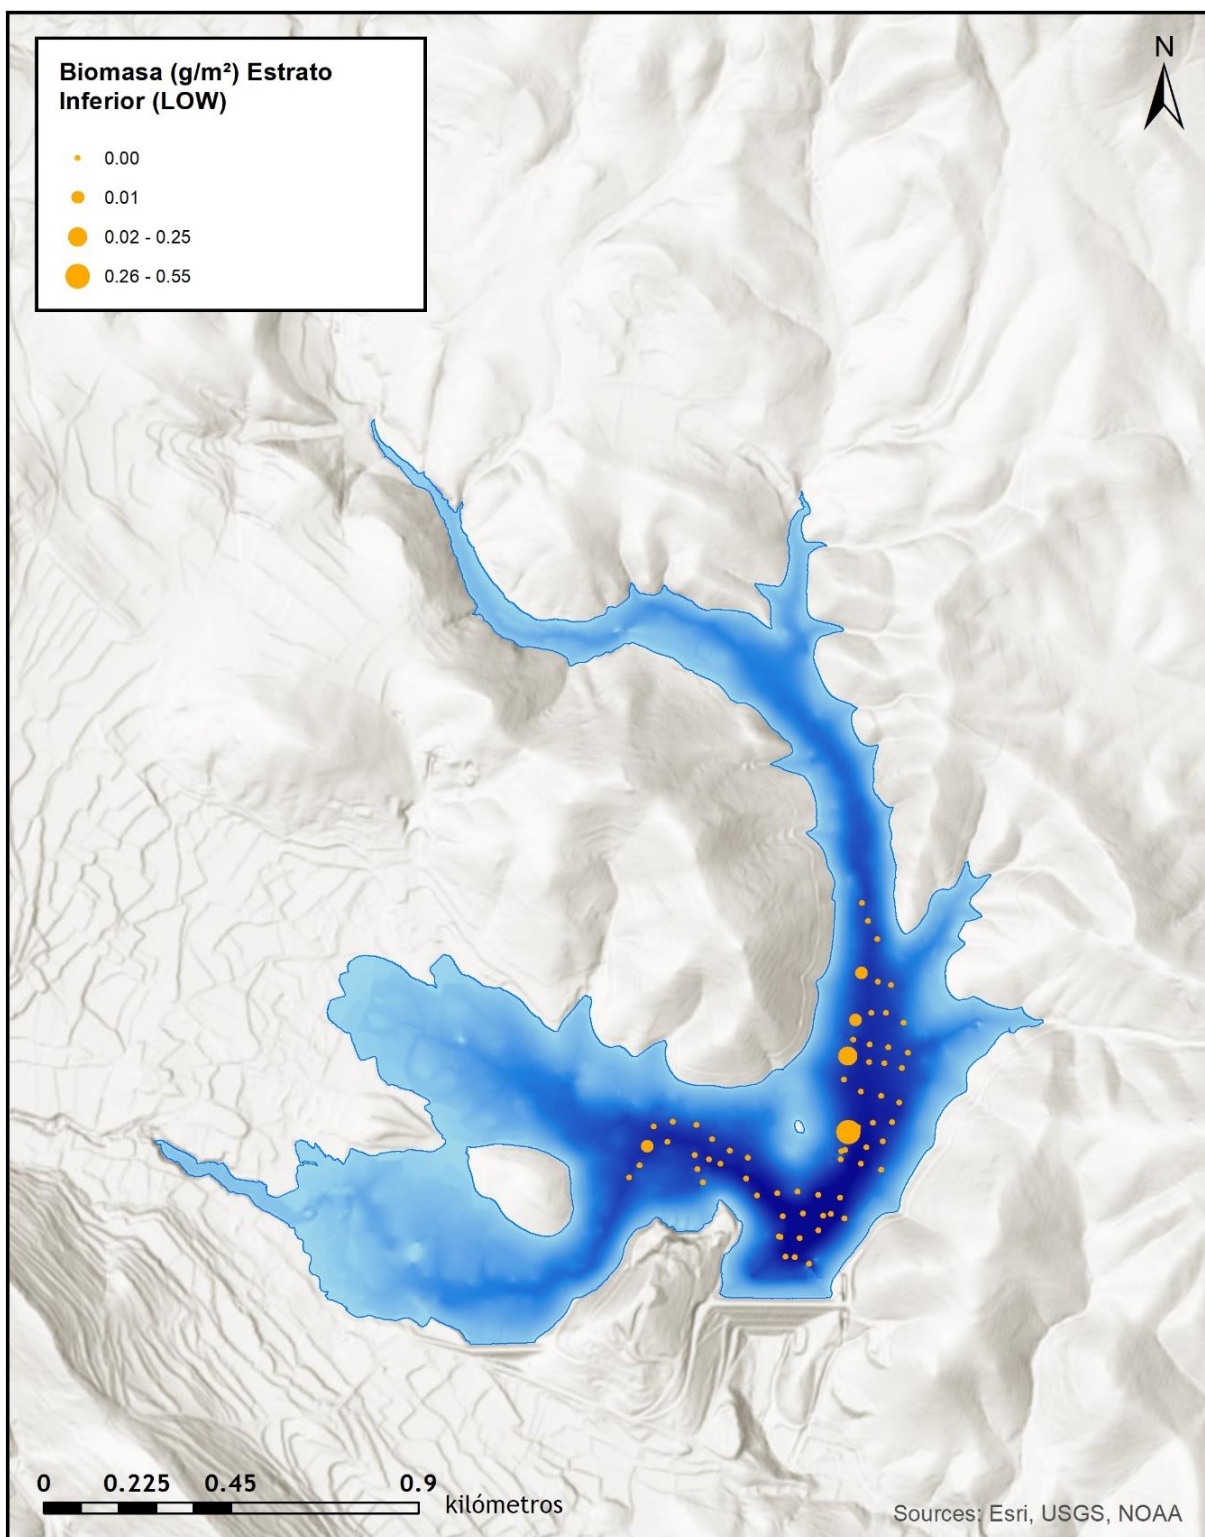 Biomasa (g/m²) Estrato
Inferior (LOW)
0.00
0.01
0.02 - 0.25
0.26 - 0.55
N
0 0.225 0.45 0.9
kilómetros
Sources: Esri, USGS, NOAA